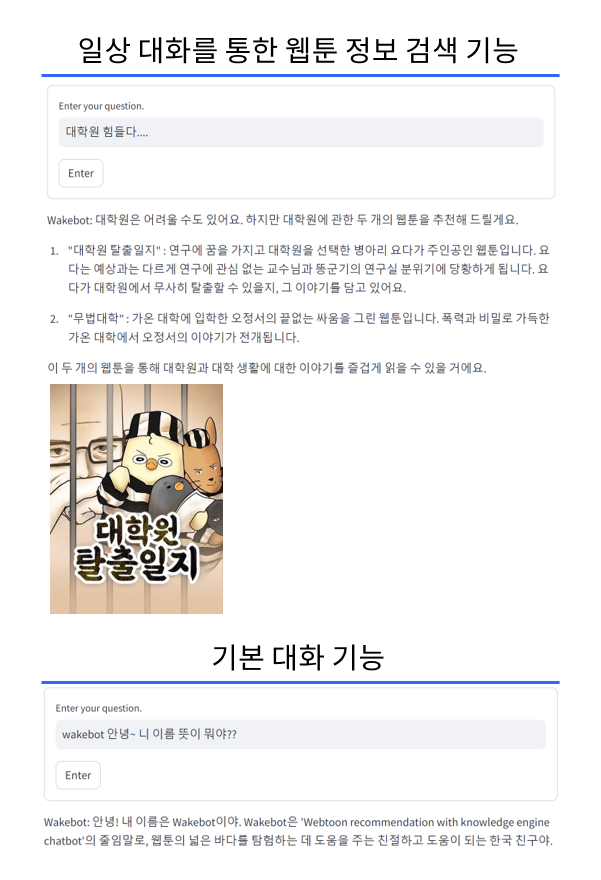 일상 대화를 통한 웹툰 정보 검색 기능
Enter your question.
대학원 힘들다....
Enter
Wakebot: 대학원은 어려울 수도 있어요. 하지만 대학원에 관한 두 개의 웹툰을 추천해 드릴게요.
1. "대학원 탈출일지" : 연구에 꿈을 가지고 대학원을 선택한 병아리 요다가 주인공인 웹툰입니다. 요
다는 예상과는 다르게 연구에 관심 없는 교수님과 똥군기의 연구실 분위기에 당황하게 됩니다. 요
다가 대학원에서 무사히 탈출할 수 있을지, 그 이야기를 담고 있어요.
2. "무법대학" : 가온 대학에 입학한 오정서의 끝없는 싸움을 그린 웹툰입니다. 폭력과 비밀로 가득한
가온 대학에서 오정서의 이야기가 전개됩니다.
이 두 개의 웹툰을 통해 대학원과 대학 생활에 대한 이야기를 즐겁게 읽을 수 있을 거에요.
대학원
탈출일지
기본 대화 기능
Enter your question.
wakebot 안녕~ 니 이름 뜻이 뭐야??
Enter
Wakebot: 안녕! 내 이름은 Wakebot이야. Wakebot은 'Webtoon recommendation with knowledge engine
chatbot'의 줄임말로, 웹툰의 넓은 바다를 탐험하는 데 도움을 주는 친절하고 도움이 되는 한국 친구야.